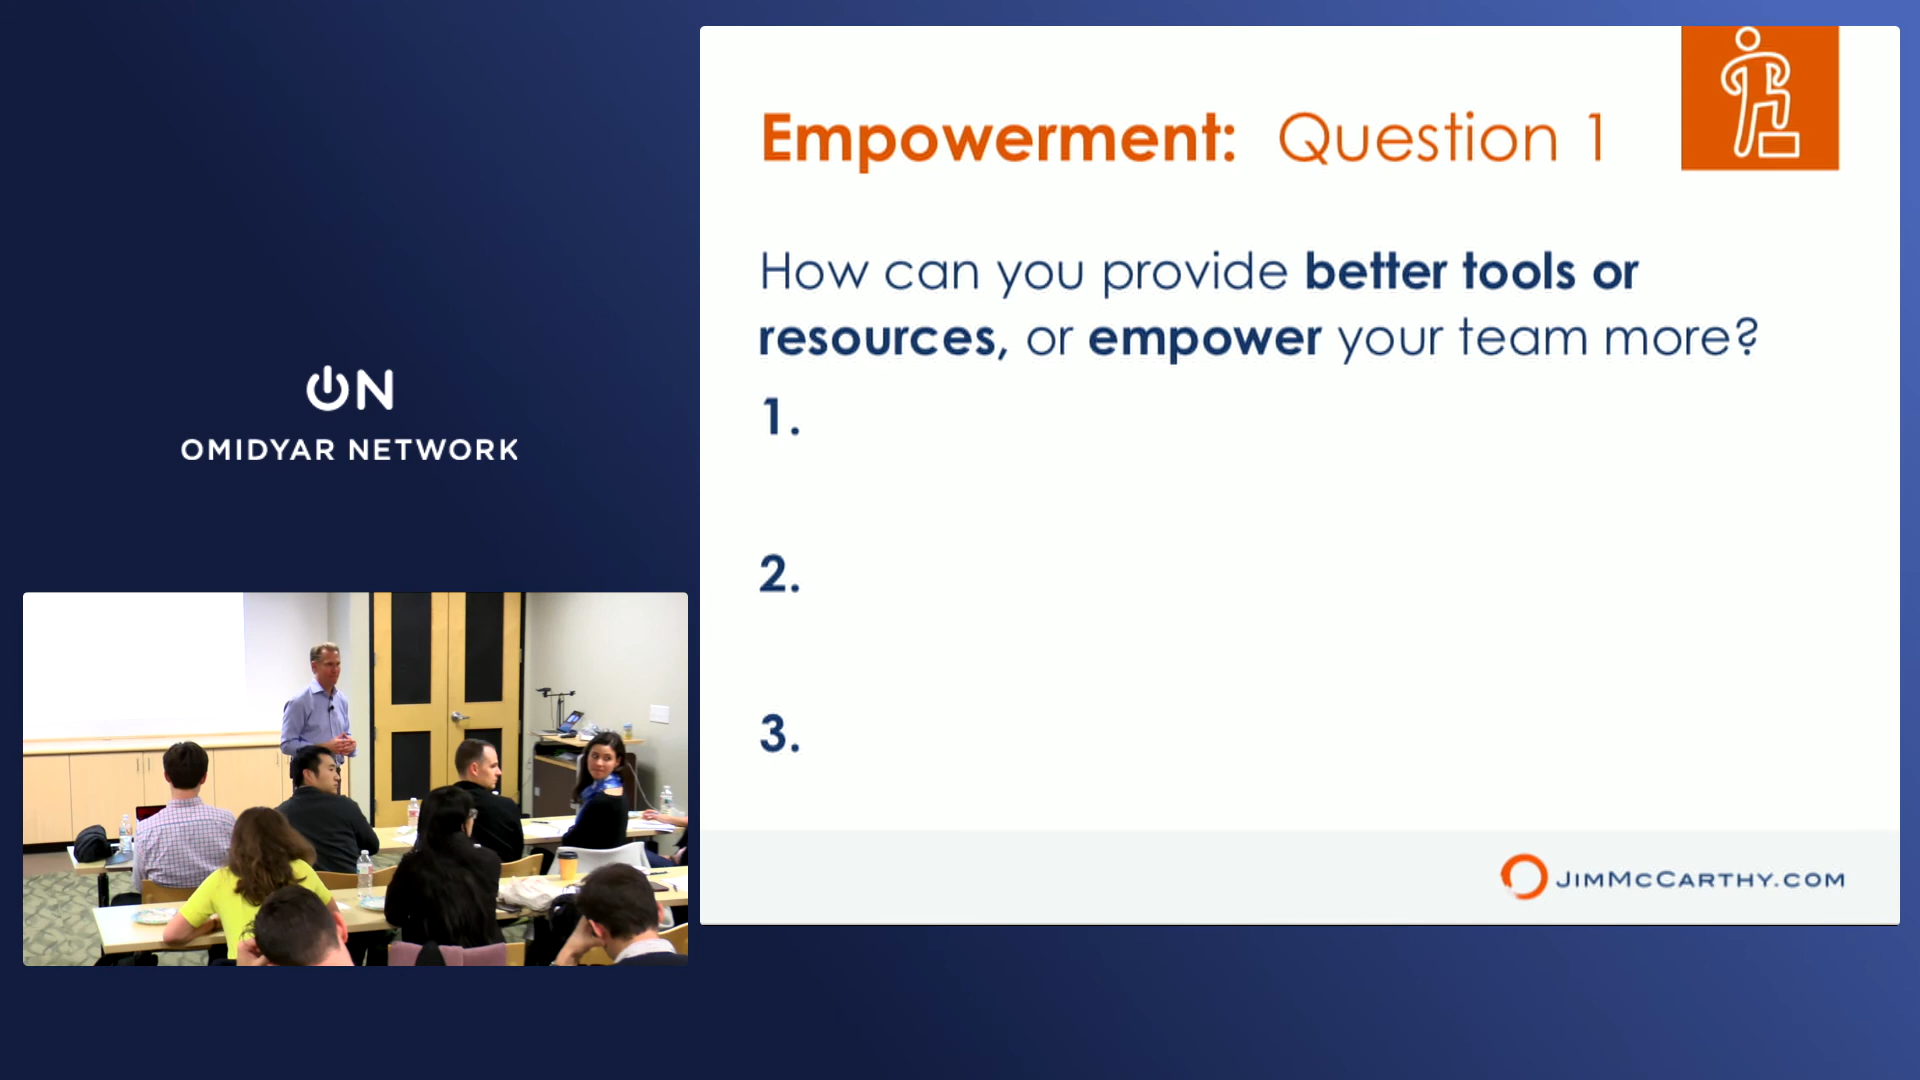 ON
OMIDYAR NETWORK
Empowerment: Question 1
How can you provide better tools or
resources, or empower your team more?
1.
2.
3.
JIMMCCARTHY.COM